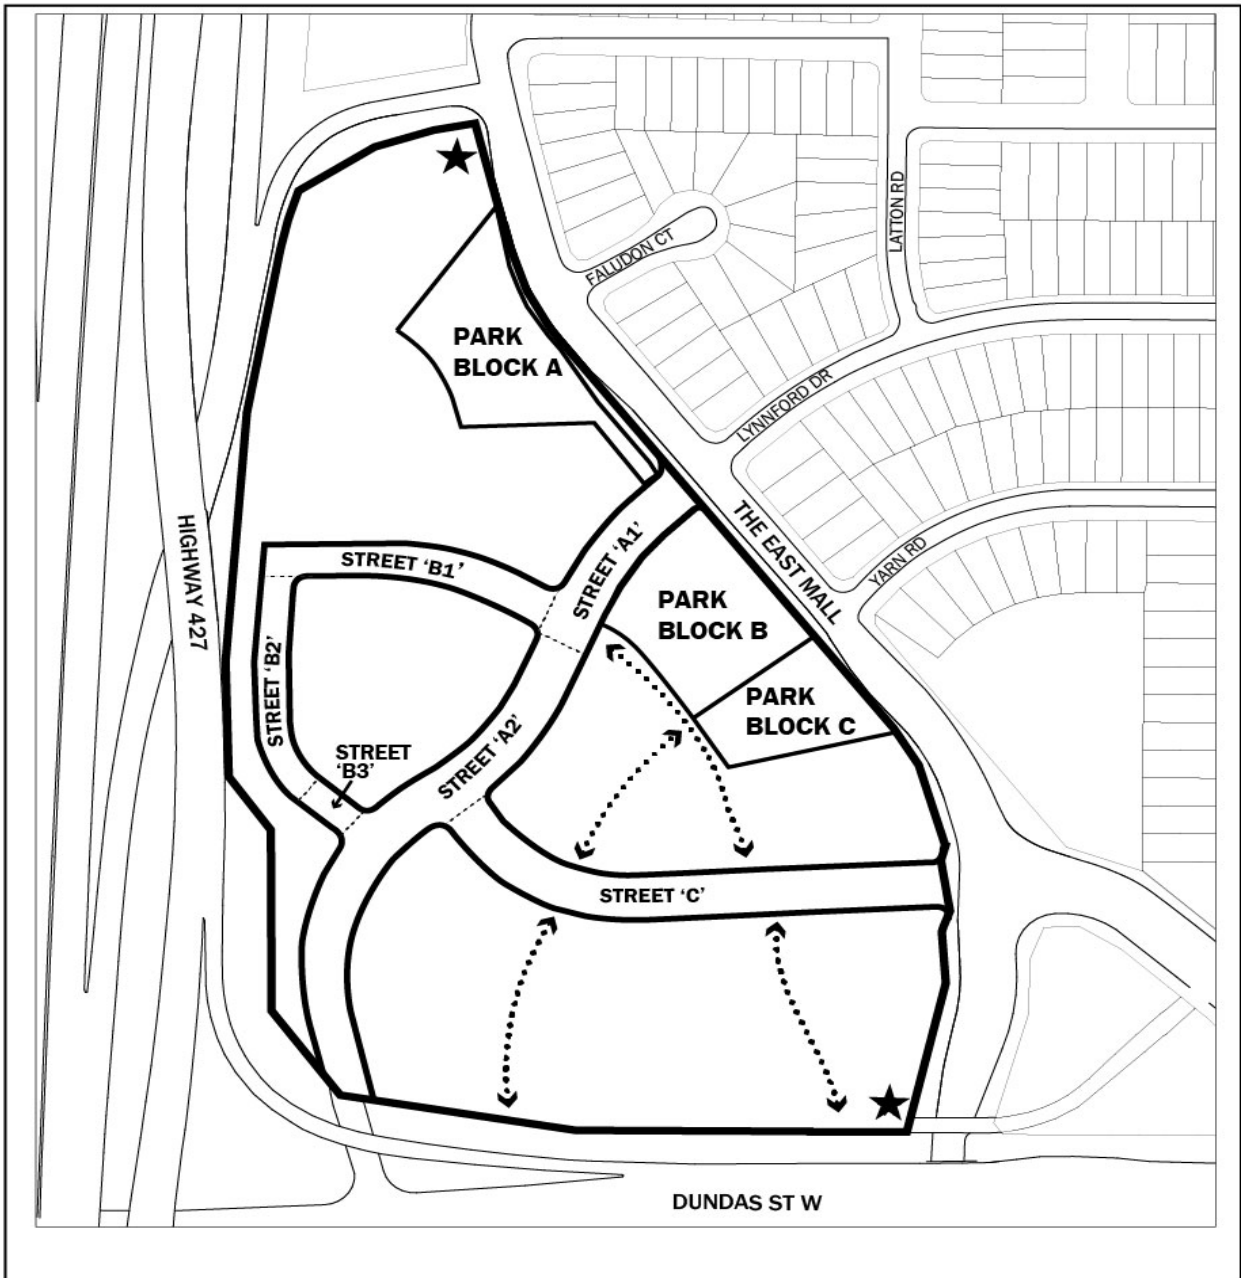 LATTON RD
FALUDON CT
PARK
BLOCK A
LYNNFORD DR
THE EAST MALL
YARN RD
HIGHWAY 427
STREET 'B1'
STREET 'A1'
PARK
BLOCK B
STREET 'B2'
PARK
BLOCK C
STREET
'B3'
STREET 'A2'
STREET 'C'
DUNDAS ST W